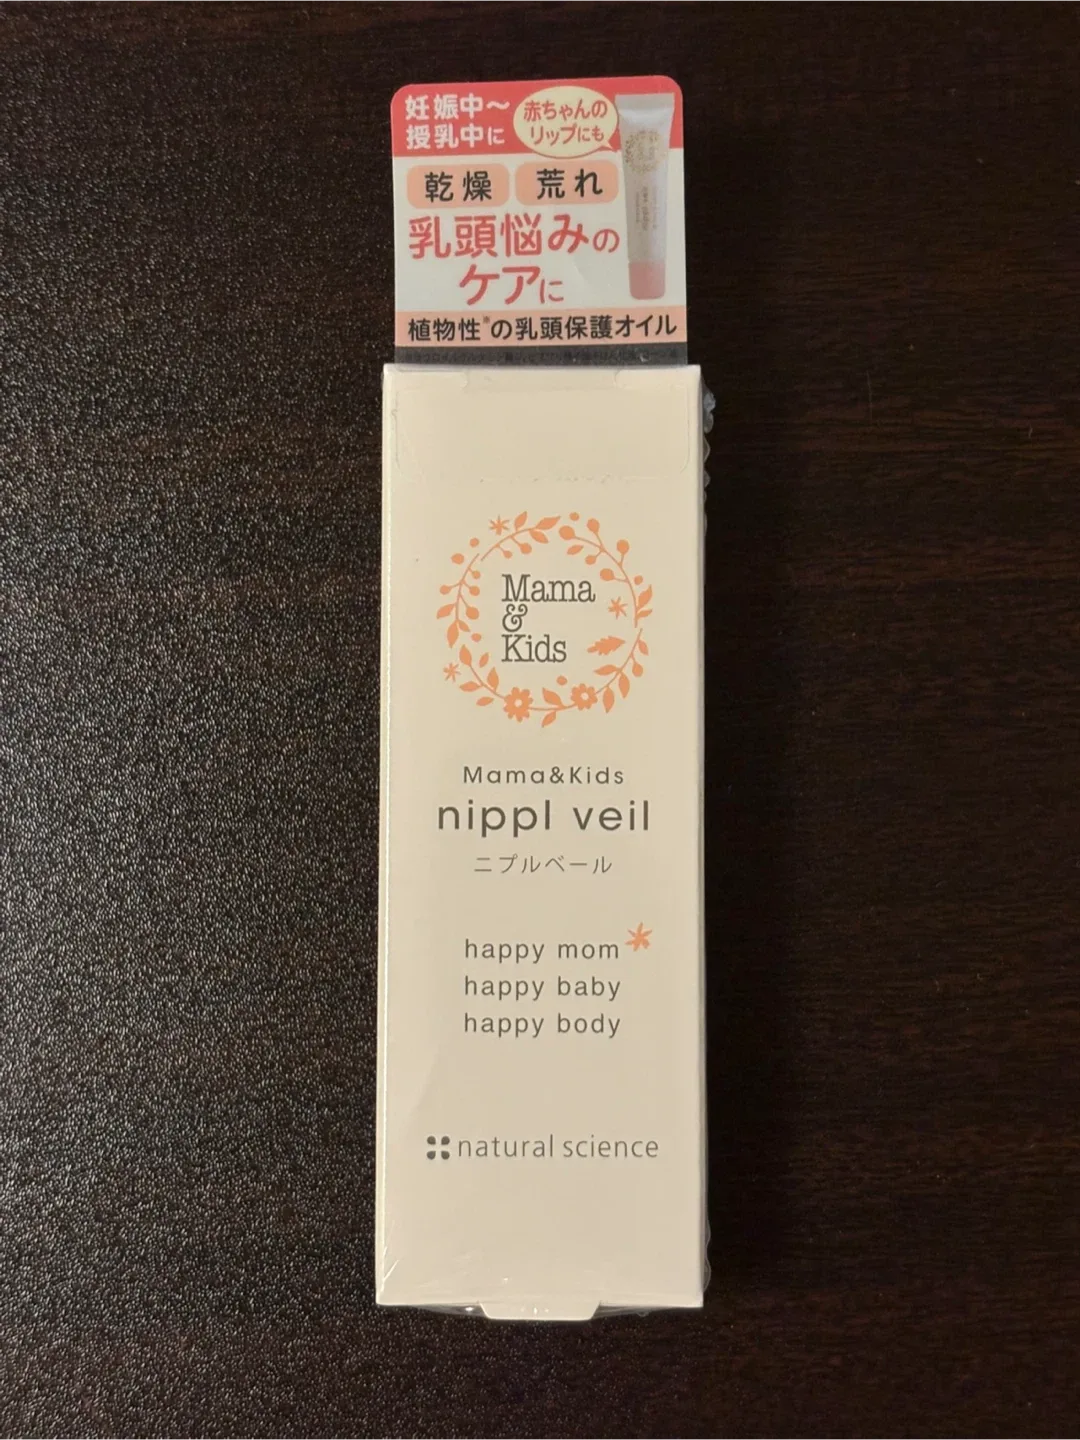 妊娠中〜
授乳中に
赤ちゃんの
リップにも
乾燥 荒れ
乳頭悩みの
ケアに
植物性※の乳頭保護オイル
Mama
&
Kids
Mama&Kids
nippl veil
ニプルベール
happy mom
happy baby
happy body
natural science